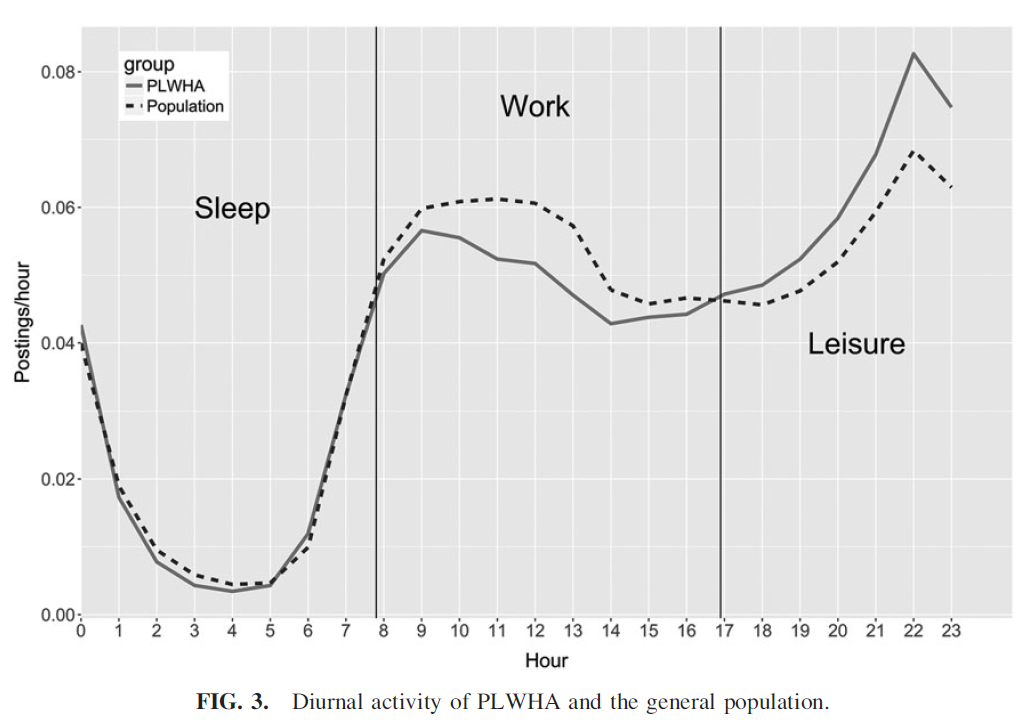 group
PLWHA
Population
Sleep
Work
Leisure
0.08
0.06
0.04
0.02
0.00
Postings/hour
0 1 2 3 4 5 6 7 8 9 10 11 12 13 14 15 16 17 18 19 20 21 22 23
Hour
FIG. 3. Diurnal activity of PLWHA and the general population.